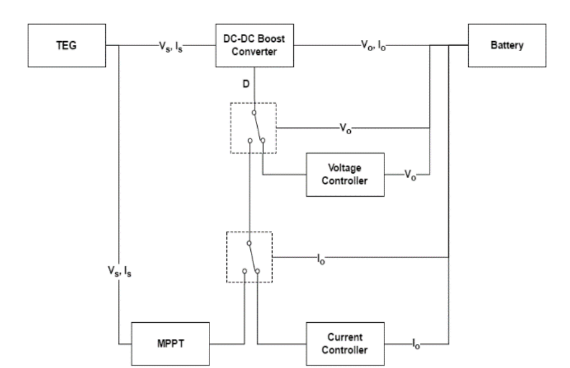 TEG
Vs, Is
DC-DC Boost
Converter
Vo, Io
Battery
D
Vo
Voltage
Controller
Vo
Io
Vs, Is
MPPT
Current
Controller
Io